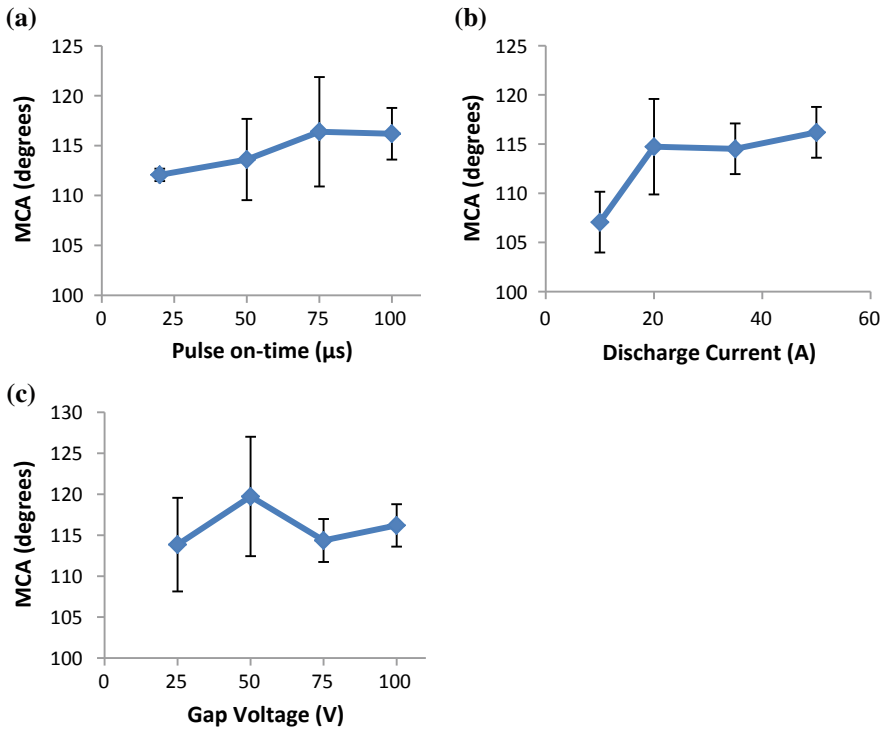 (a)
MCA (degrees)
125
120
115
110
105
100
0 25 50 75 100
Pulse on-time (µs)
(b)
MCA (degrees)
125
120
115
110
105
100
0 20 40 60
Discharge Current (A)
(c)
MCA (degrees)
130
125
120
115
110
105
100
0 25 50 75 100
Gap Voltage (V)